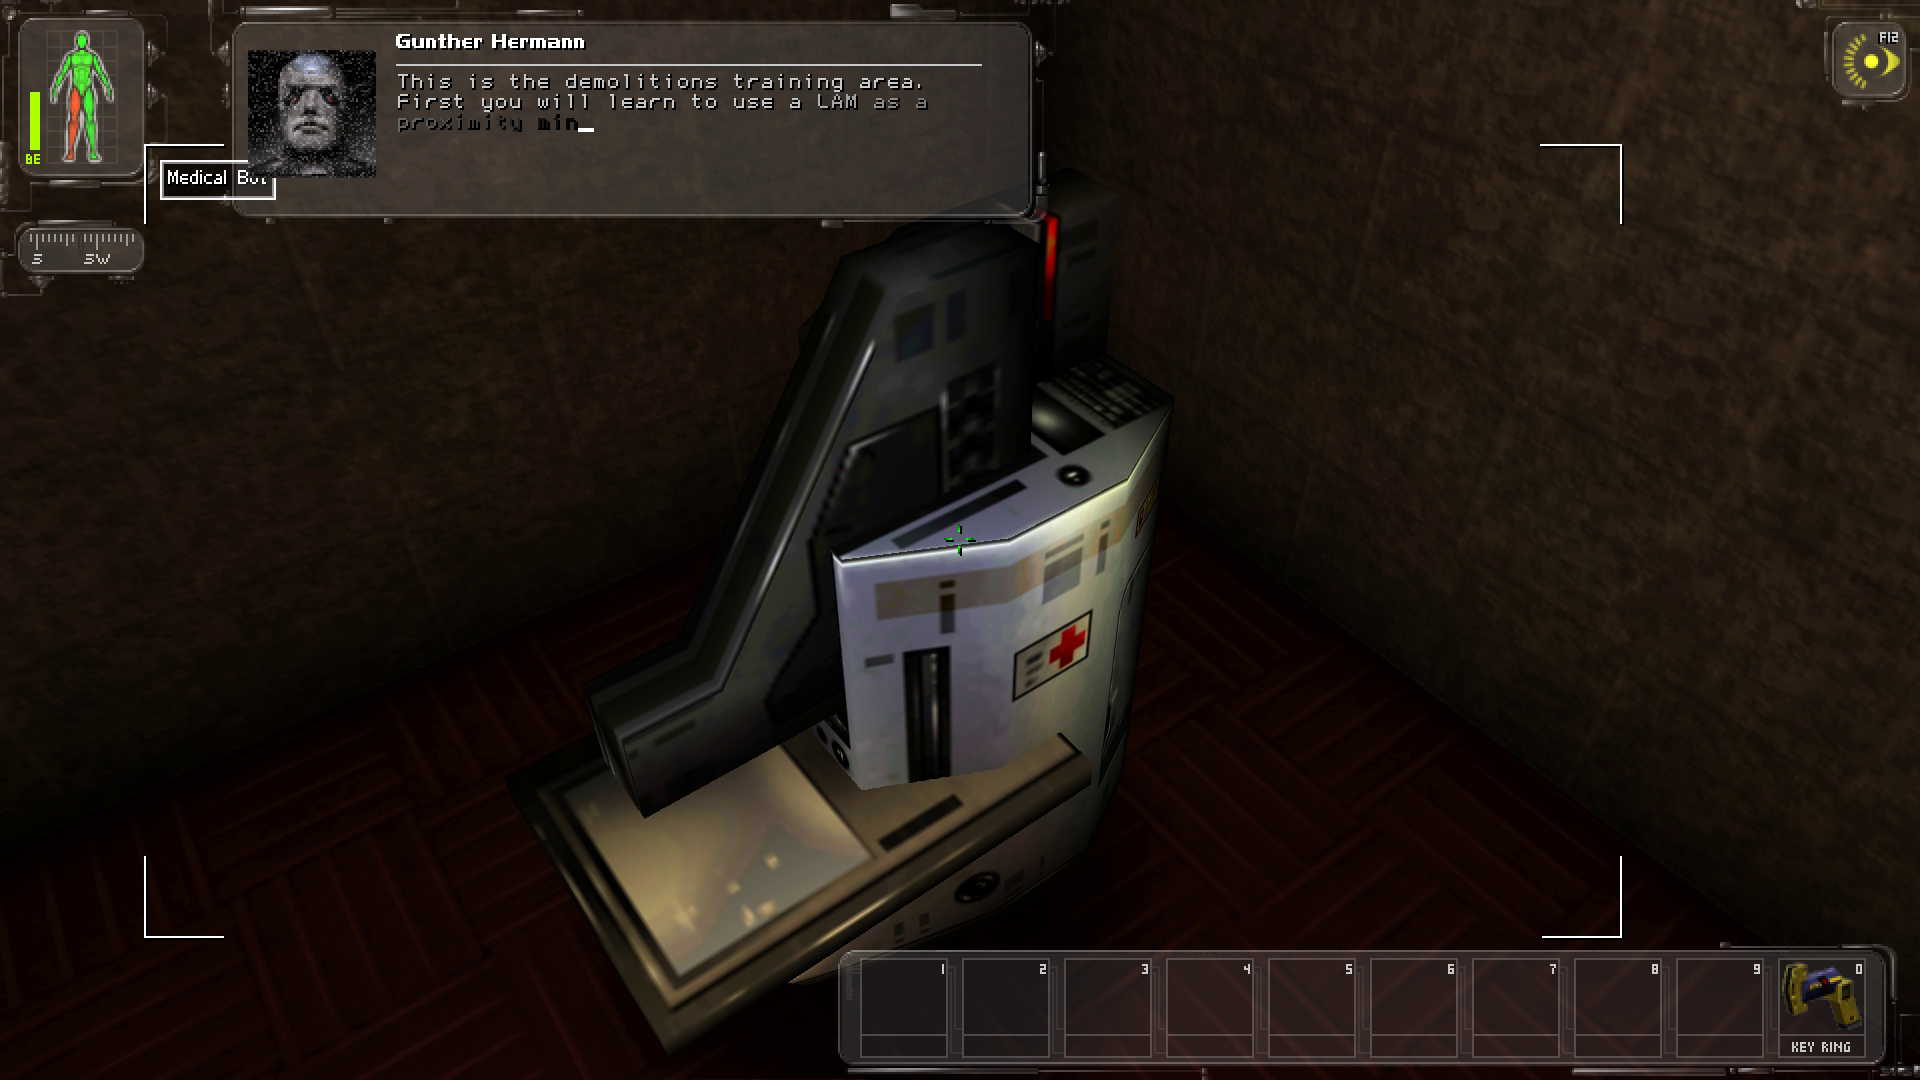 Gunther Hermann
This is the demolitions training area.
First you will learn to use a LAM as a
proximity min
F12
BE
Medical Bot
S SW
1 2 3 4 5 6 7 8 9 0
KEY RING